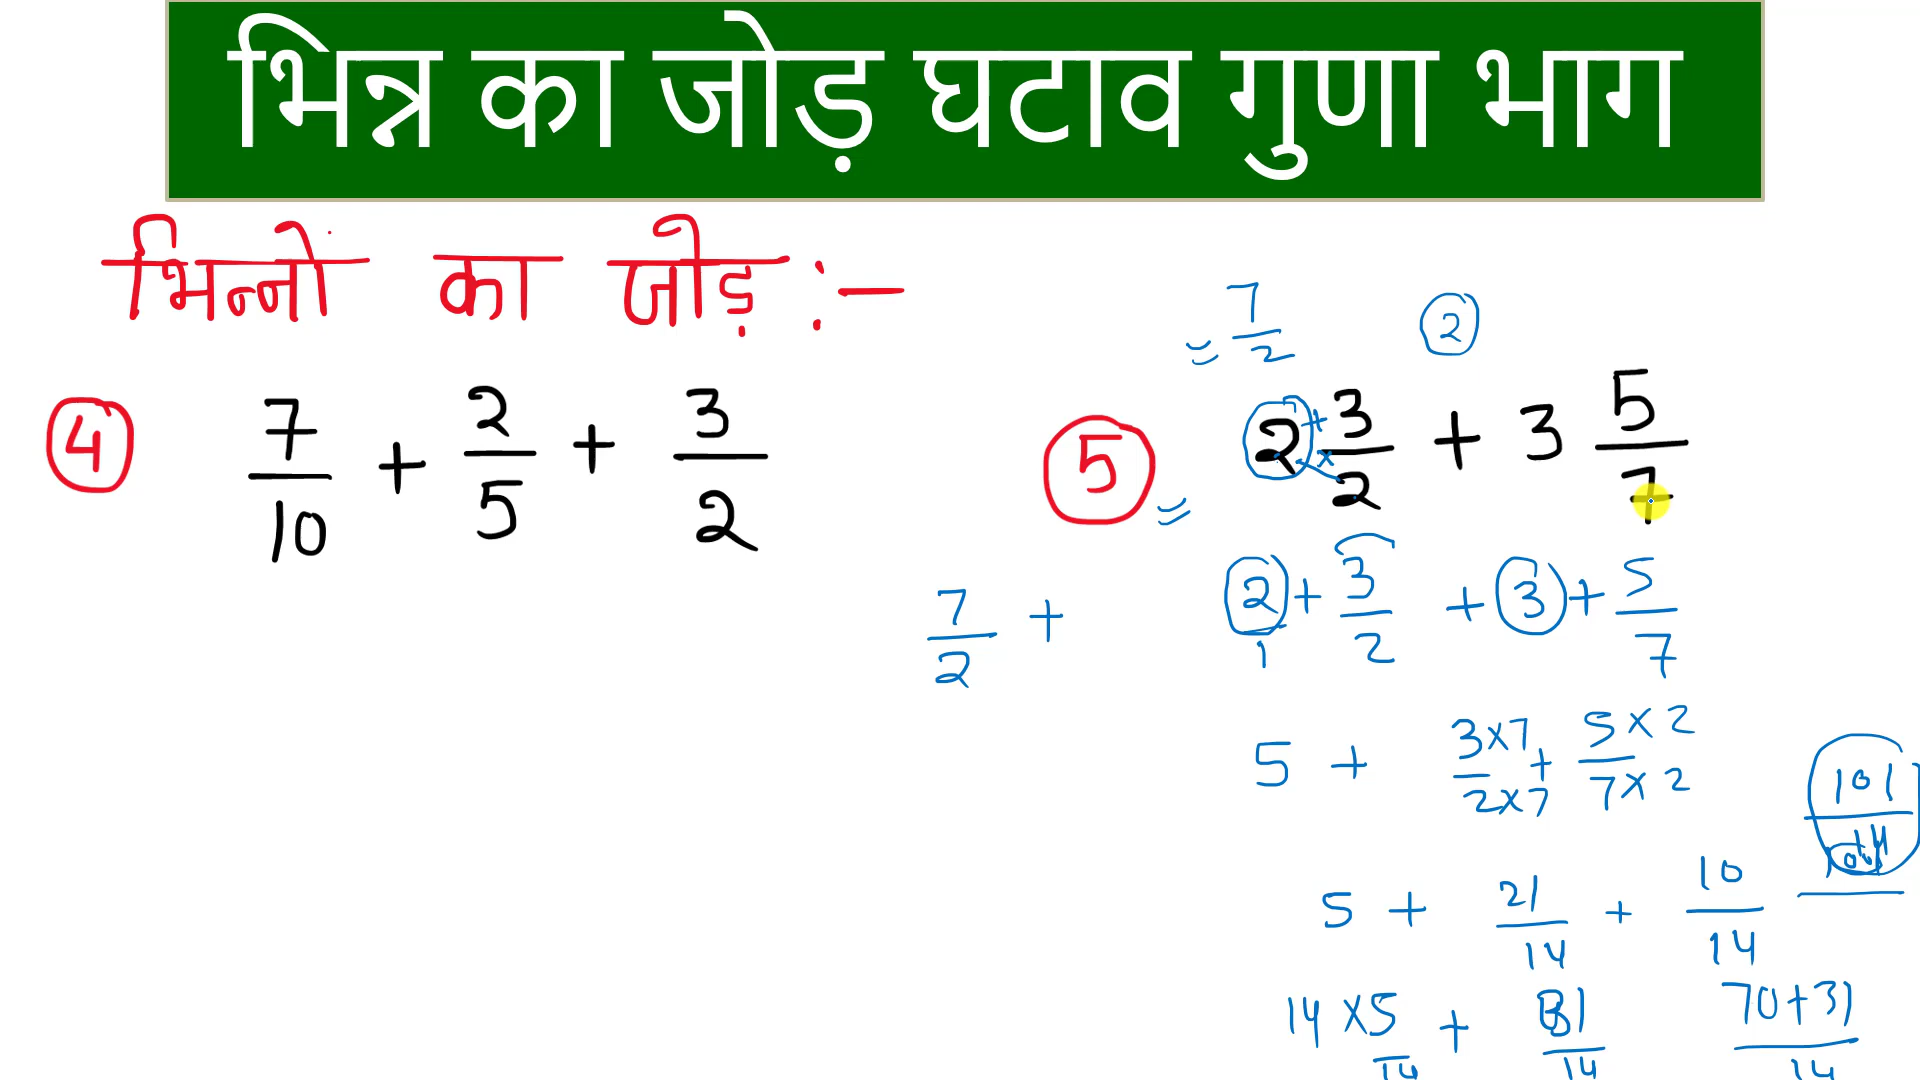 भिन्न का जोड़ घटाव गुणा भाग
भिन्नों का जोड़ :-
4 7/10 + 2/5 + 3/2
= 7/2
2
5 2 3/2 + 3 5/7
+
×
=
7/2 +
2/1 + 3/2 + 3 + 5/7
5 + 3×7/2×7 + 5×2/7×2
101
5 + 21/14 + 10/14
14×5/14 + 31/14
70+31/14